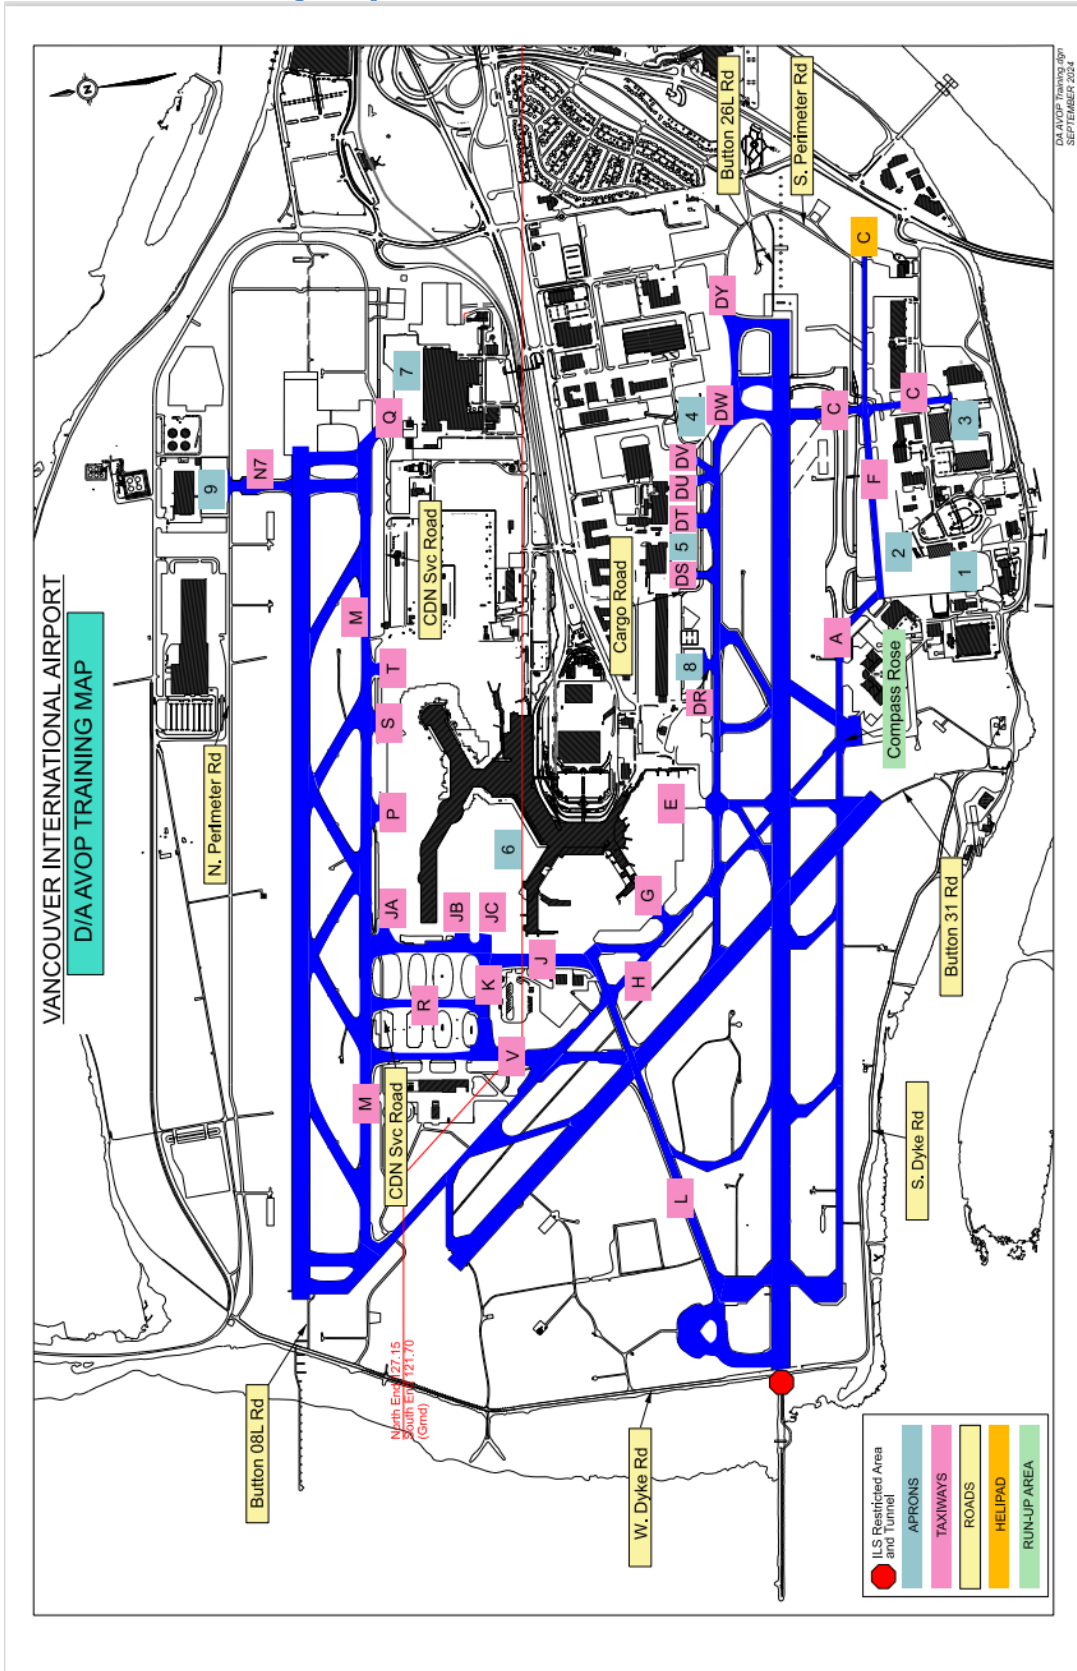 VANCOUVER INTERNATIONAL AIRPORT
D/A AVOP TRAINING MAP
N
Button 08L Rd
N. Perimeter Rd
9
N7
M
M
CDN Svc Road
CDN Svc Road
JA
P
S
T
Q
7
R
JB
JC
K
V
J
6
North End 127.15
South End 121.70
(Grnd)
Cargo Road
H
G
E
L
DR
8
DS
5
DT
DU
DV
4
DW
DY
Button 26L Rd
S. Perimeter Rd
W. Dyke Rd
A
F
C
C
C
Compass Rose
2
1
3
Button 31 Rd
S. Dyke Rd
ILS Restricted Area
and Tunnel
APRONS
TAXIWAYS
ROADS
HELIPAD
RUN-UP AREA
DA AVOP Training.dgn
SEPTEMBER 2024